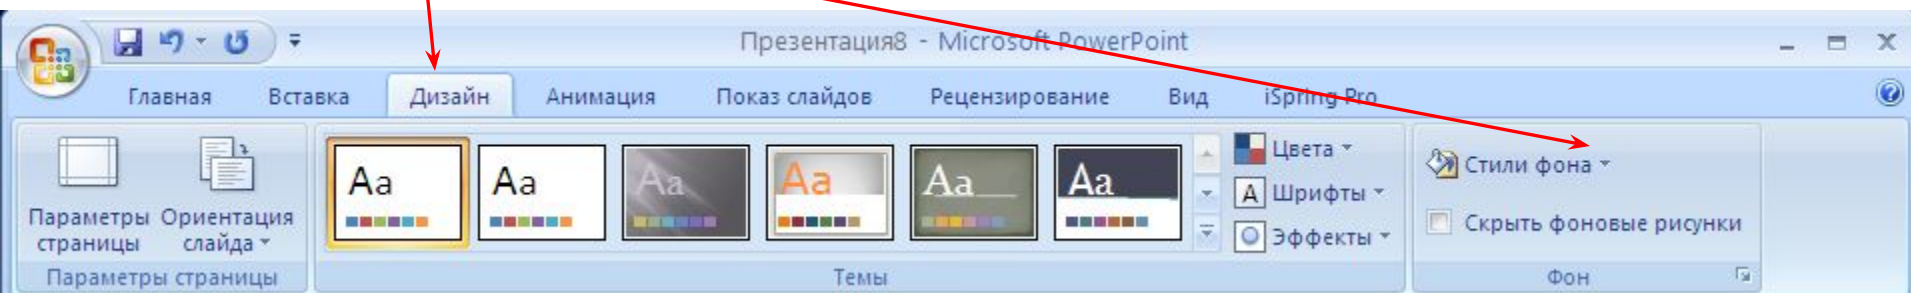 Презентация8 - Microsoft PowerPoint
Главная Вставка Дизайн Анимация Показ слайдов Рецензирование Вид iSpring Pro
Параметры страницы
Ориентация слайда
Aa Aa Aa Aa Aa Aa
Цвета
A Шрифты
Эффекты
Стили фона
Скрыть фоновые рисунки
Параметры страницы Темы Фон